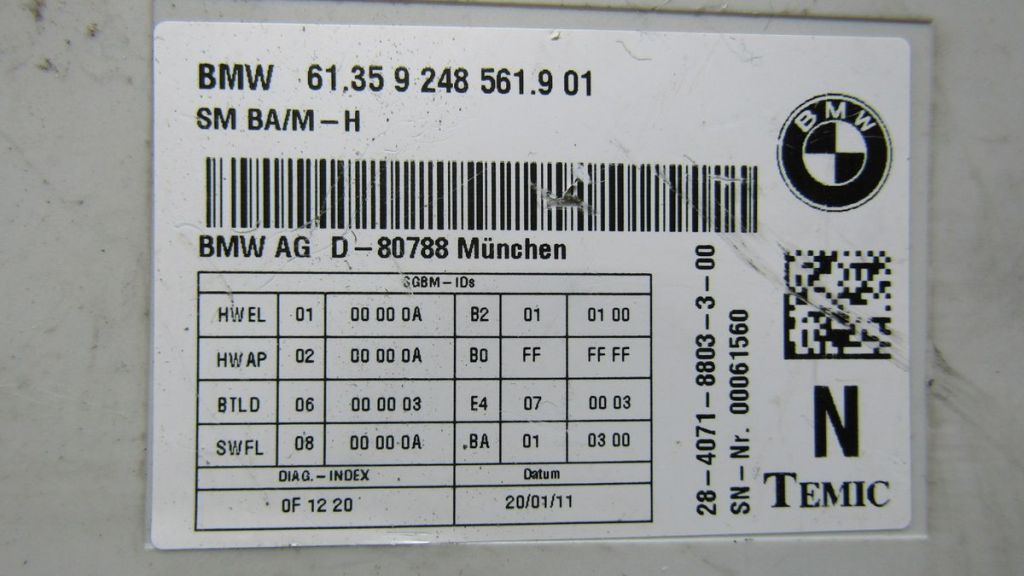 BMW 61.35 9 248 561.9 01
SM BA/M-H
BMW
BMW AG D-80788 München
SGBM-IDs
HWEL 01 00 00 0A B2 01 01 00
HWAP 02 00 00 0A B0 FF FF FF
BTLD 06 00 00 03 E4 07 00 03
SWFL 08 00 00 0A BA 01 03 00
DIAG.-INDEX Datum
0F 12 20 20/01/11
28-4071-8803-3-00
SN-Nr. 00061560
N
TEMIC